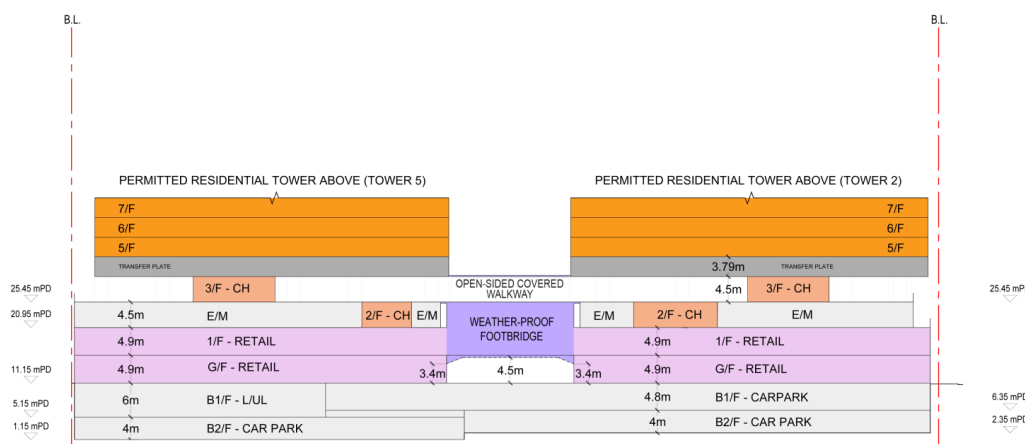 B.L.
B.L.
PERMITTED RESIDENTIAL TOWER ABOVE (TOWER 5)
PERMITTED RESIDENTIAL TOWER ABOVE (TOWER 2)
7/F
7/F
6/F
6/F
5/F
5/F
TRANSFER PLATE
3.79m
TRANSFER PLATE
25.45 mPD
3/F - CH
OPEN-SIDED COVERED
WALKWAY
4.5m
3/F - CH
25.45 mPD
20.95 mPD
4.5m
E/M
2/F - CH
E/M
WEATHER-PROOF
FOOTBRIDGE
E/M
2/F - CH
E/M
4.9m
1/F - RETAIL
4.9m
1/F - RETAIL
11.15 mPD
4.9m
G/F - RETAIL
3.4m
4.5m
3.4m
4.9m
G/F - RETAIL
5.15 mPD
6m
B1/F - L/UL
4.8m
B1/F - CARPARK
6.35 mPD
1.15 mPD
4m
B2/F - CAR PARK
4m
B2/F - CAR PARK
2.35 mPD